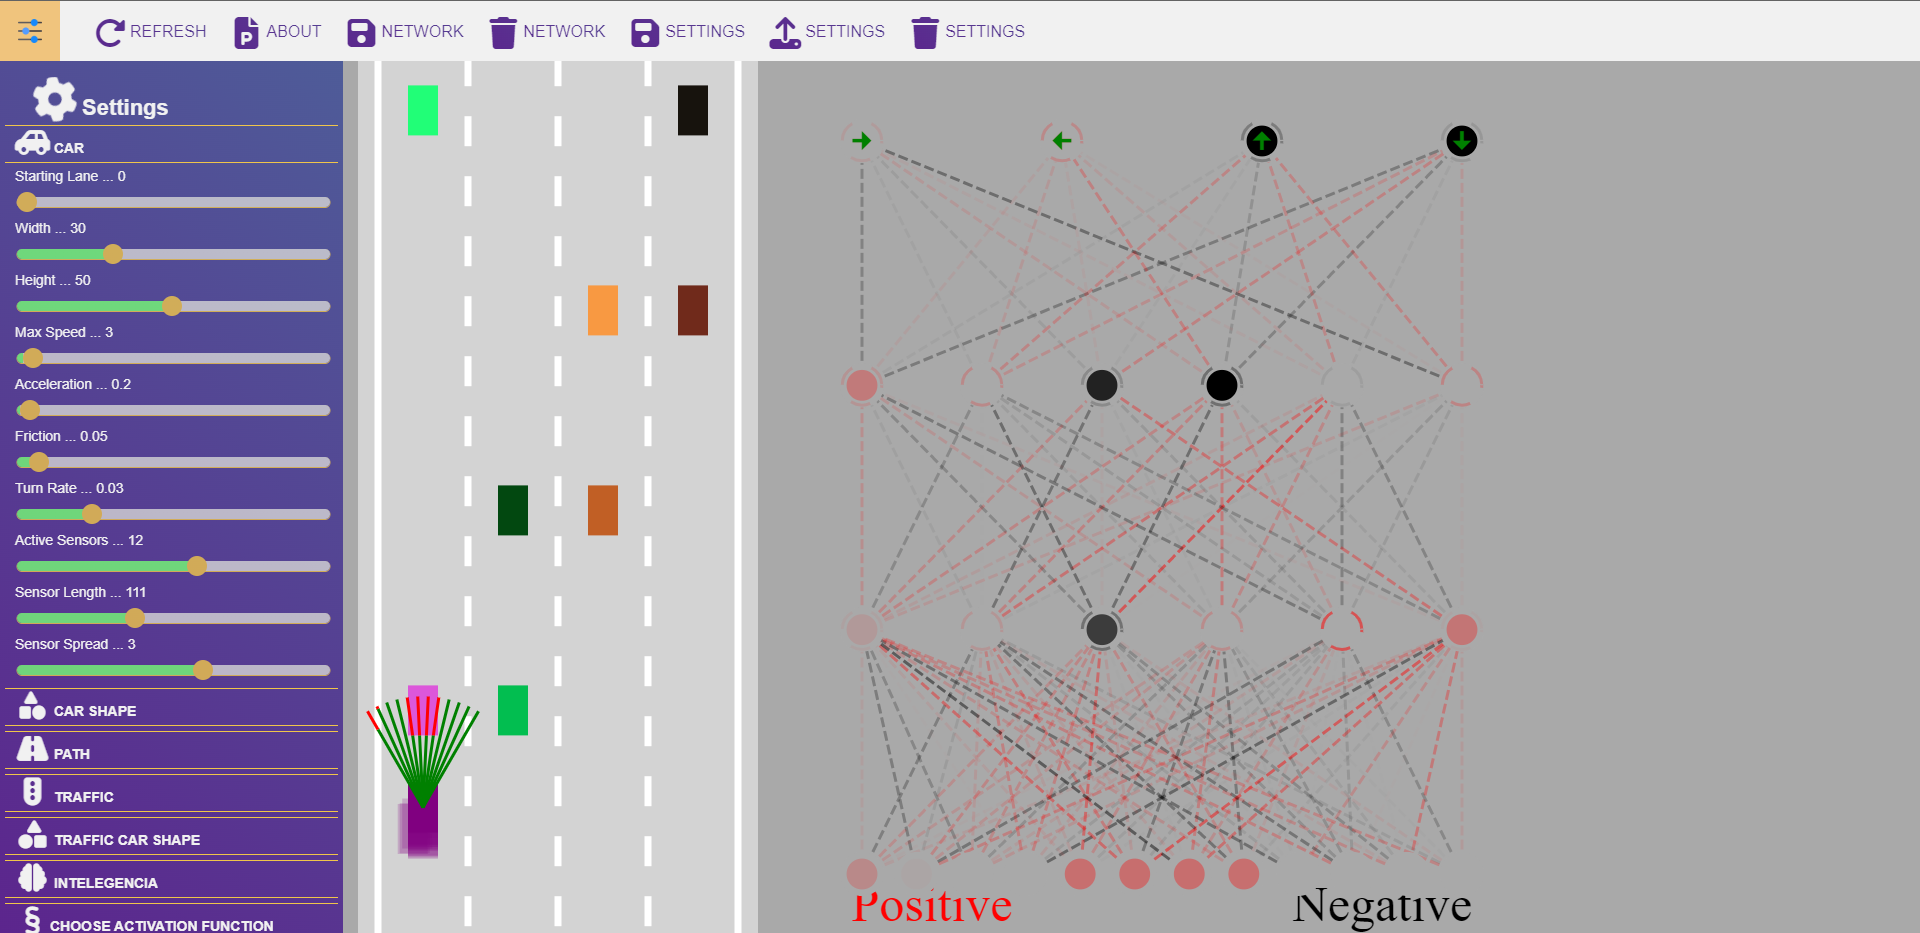 REFRESH ABOUT NETWORK NETWORK SETTINGS SETTINGS SETTINGS
Settings
CAR
Starting Lane ... 0
Width ... 30
Height ... 50
Max Speed ... 3
Acceleration ... 0.2
Friction ... 0.05
Turn Rate ... 0.03
Active Sensors ... 12
Sensor Length ... 111
Sensor Spread ... 3
CAR SHAPE
PATH
TRAFFIC
TRAFFIC CAR SHAPE
INTELEGENCIA
CHOOSE ACTIVATION FUNCTION
Positive
Negative